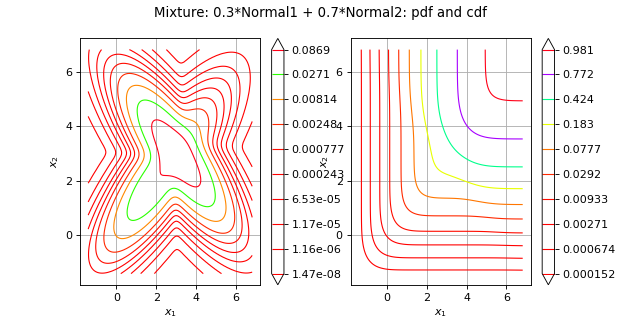 Mixture: 0.3*Normal1 + 0.7*Normal2: pdf and cdf
6
4
2
0
x₂
0 2 4 6
x₁
0.0869
0.0271
0.00814
0.00248
0.000777
0.000243
6.53e-05
1.17e-05
1.16e-06
1.47e-08
6
4
2
0
x₂
0 2 4 6
x₁
0.981
0.772
0.424
0.183
0.0777
0.0292
0.00933
0.00271
0.000674
0.000152